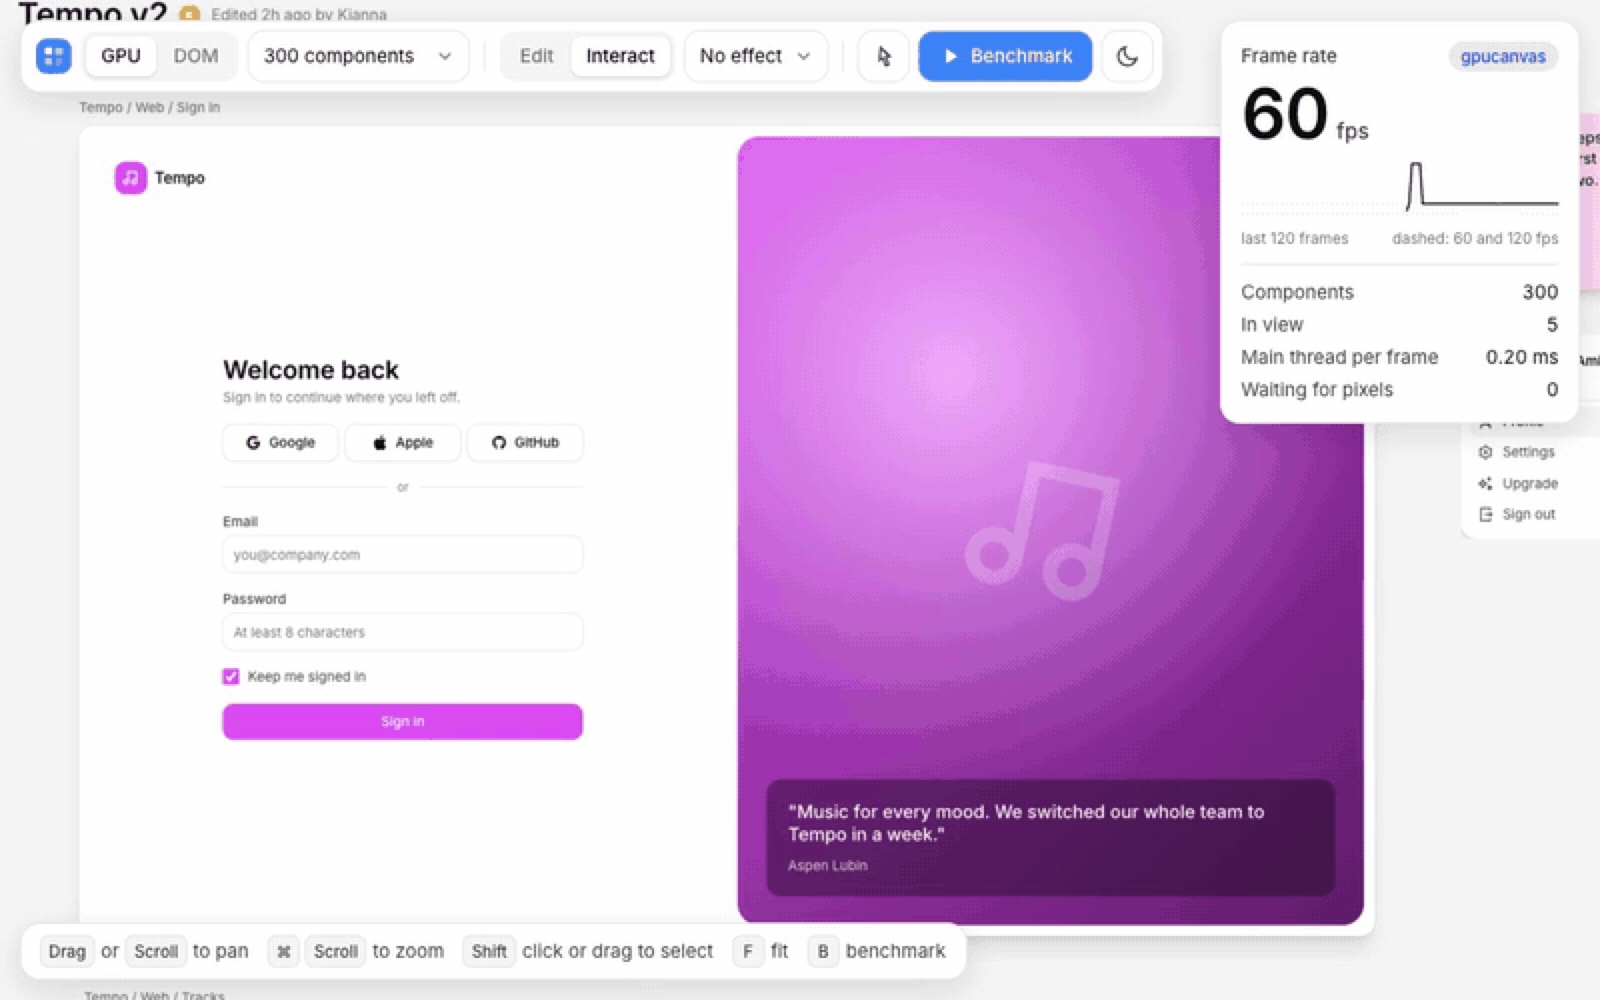 Tempo v2 Edited 2h ago by Kianna
GPU DOM 300 components Edit Interact No effect Benchmark
Tempo / Web / Sign in
Tempo
Welcome back
Sign in to continue where you left off.
Google Apple GitHub
or
Email
you@company.com
Password
At least 8 characters
Keep me signed in
Sign in
"Music for every mood. We switched our whole team to
Tempo in a week."
Aspen Lubin
Frame rate gpucanvas
60 fps
last 120 frames dashed: 60 and 120 fps
Components 300
In view 5
Main thread per frame 0.20 ms
Waiting for pixels 0
Profile
Settings
Upgrade
Sign out
Drag or Scroll to pan ⌘ Scroll to zoom Shift click or drag to select F fit B benchmark
Tempo / Web / Tracks